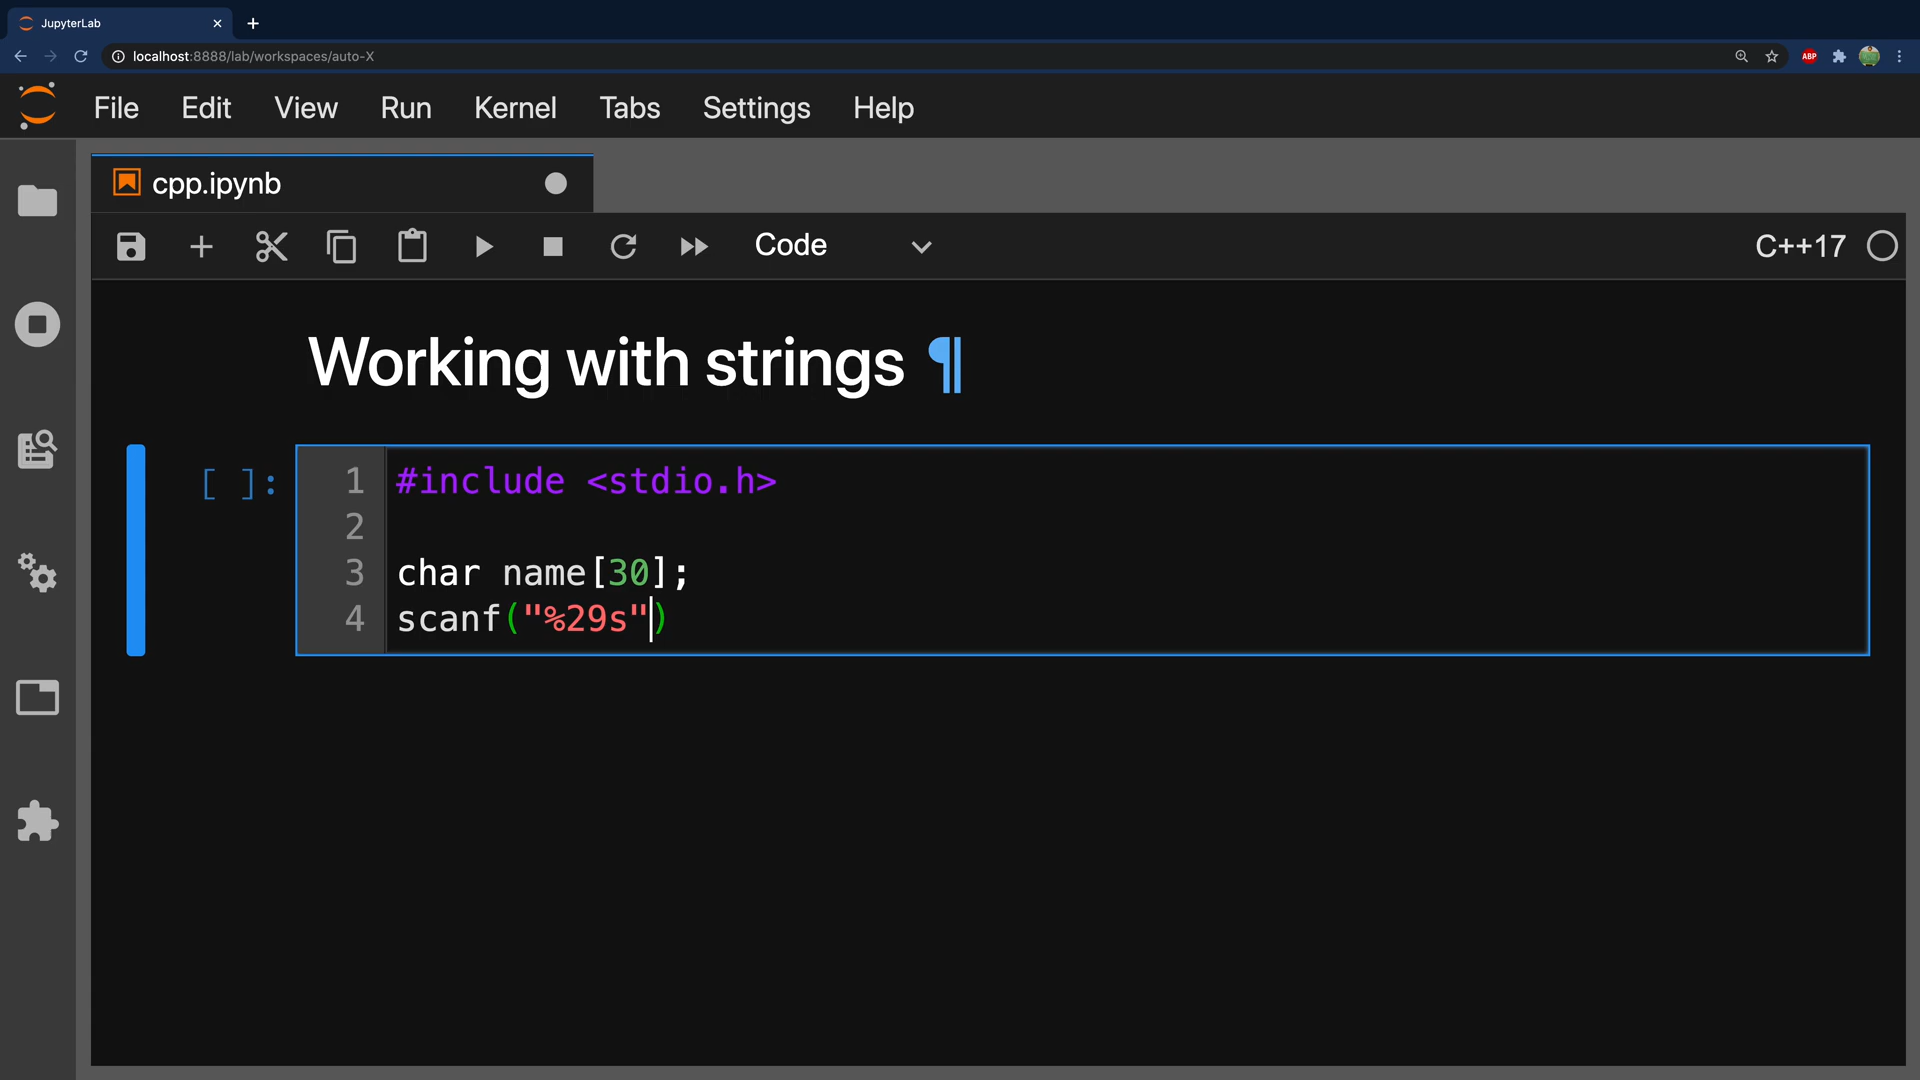 JupyterLab
localhost:8888/lab/workspaces/auto-X
ABP
File Edit View Run Kernel Tabs Settings Help
cpp.ipynb
Code
C++17
Working with strings ¶
[ ]:
1 #include <stdio.h>
2
3 char name[30];
4 scanf("%29s")